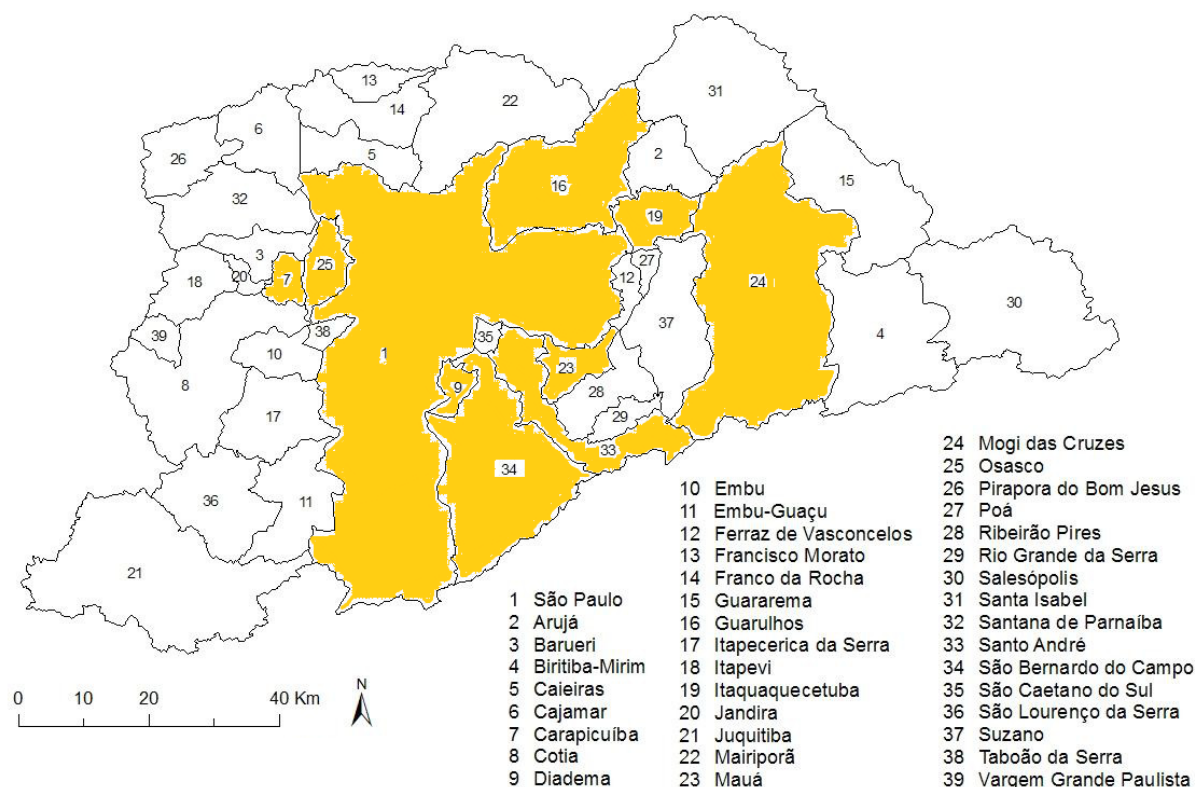 13
31
22
14
6
5
2
26
16
15
32
19
3
27
25
7
20
18
12
24
30
37
38
35
39
4
10
1
23
9
8
28
17
29
33
34
36
11
21
24 Mogi das Cruzes
25 Osasco
26 Pirapora do Bom Jesus
27 Poá
28 Ribeirão Pires
29 Rio Grande da Serra
30 Salesópolis
31 Santa Isabel
32 Santana de Parnaíba
33 Santo André
34 São Bernardo do Campo
35 São Caetano do Sul
36 São Lourenço da Serra
37 Suzano
38 Taboão da Serra
39 Vargem Grande Paulista
10 Embu
11 Embu-Guaçu
12 Ferraz de Vasconcelos
13 Francisco Morato
14 Franco da Rocha
15 Guararema
16 Guarulhos
17 Itapecerica da Serra
18 Itapevi
19 Itaquaquecetuba
20 Jandira
21 Juquitiba
22 Mairiporã
23 Mauá
1 São Paulo
2 Arujá
3 Barueri
4 Biritiba-Mirim
5 Caieiras
6 Cajamar
7 Carapicuíba
8 Cotia
9 Diadema
0 10 20 40 Km
N